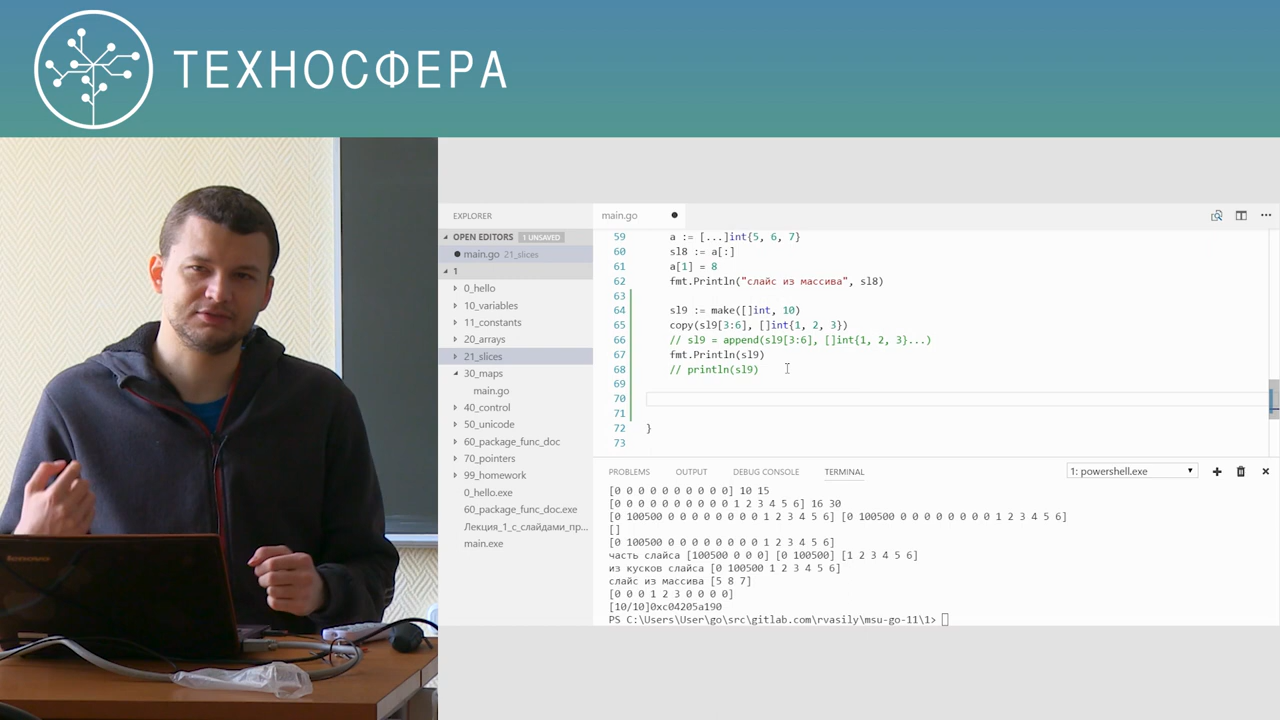 ТЕХНОСФЕРА
EXPLORER
OPEN EDITORS 1 UNSAVED
main.go 21_slices
1
0_hello
10_variables
11_constants
20_arrays
21_slices
30_maps
main.go
40_control
50_unicode
60_package_func_doc
70_pointers
99_homework
0_hello.exe
60_package_func_doc.exe
Лекция_1_с_слайдами_пр...
main.exe
main.go
59 a := [...]int{5, 6, 7}
60 sl8 := a[:]
61 a[1] = 8
62 fmt.Println("слайс из массива", sl8)
63
64 sl9 := make([]int, 10)
65 copy(sl9[3:6], []int{1, 2, 3})
66 // sl9 = append(sl9[3:6], []int{1, 2, 3}...)
67 fmt.Println(sl9)
68 // println(sl9)
69
70
71
72 }
73
PROBLEMS OUTPUT DEBUG CONSOLE TERMINAL 1: powershell.exe
[0 0 0 0 0 0 0 0 0 0] 10 15
[0 0 0 0 0 0 0 0 0 0 1 2 3 4 5 6] 16 30
[0 100500 0 0 0 0 0 0 0 0 1 2 3 4 5 6] [0 100500 0 0 0 0 0 0 0 0 1 2 3 4 5 6]
[]
[0 100500 0 0 0 0 0 0 0 0 1 2 3 4 5 6]
часть слайса [100500 0 0 0] [0 100500] [1 2 3 4 5 6]
из кусков слайса [0 100500 1 2 3 4 5 6]
слайс из массива [5 8 7]
[0 0 0 1 2 3 0 0 0 0]
[10/10]0xc04205a190
PS C:\Users\User\go\src\gitlab.com\rvasily\msu-go-11\1>